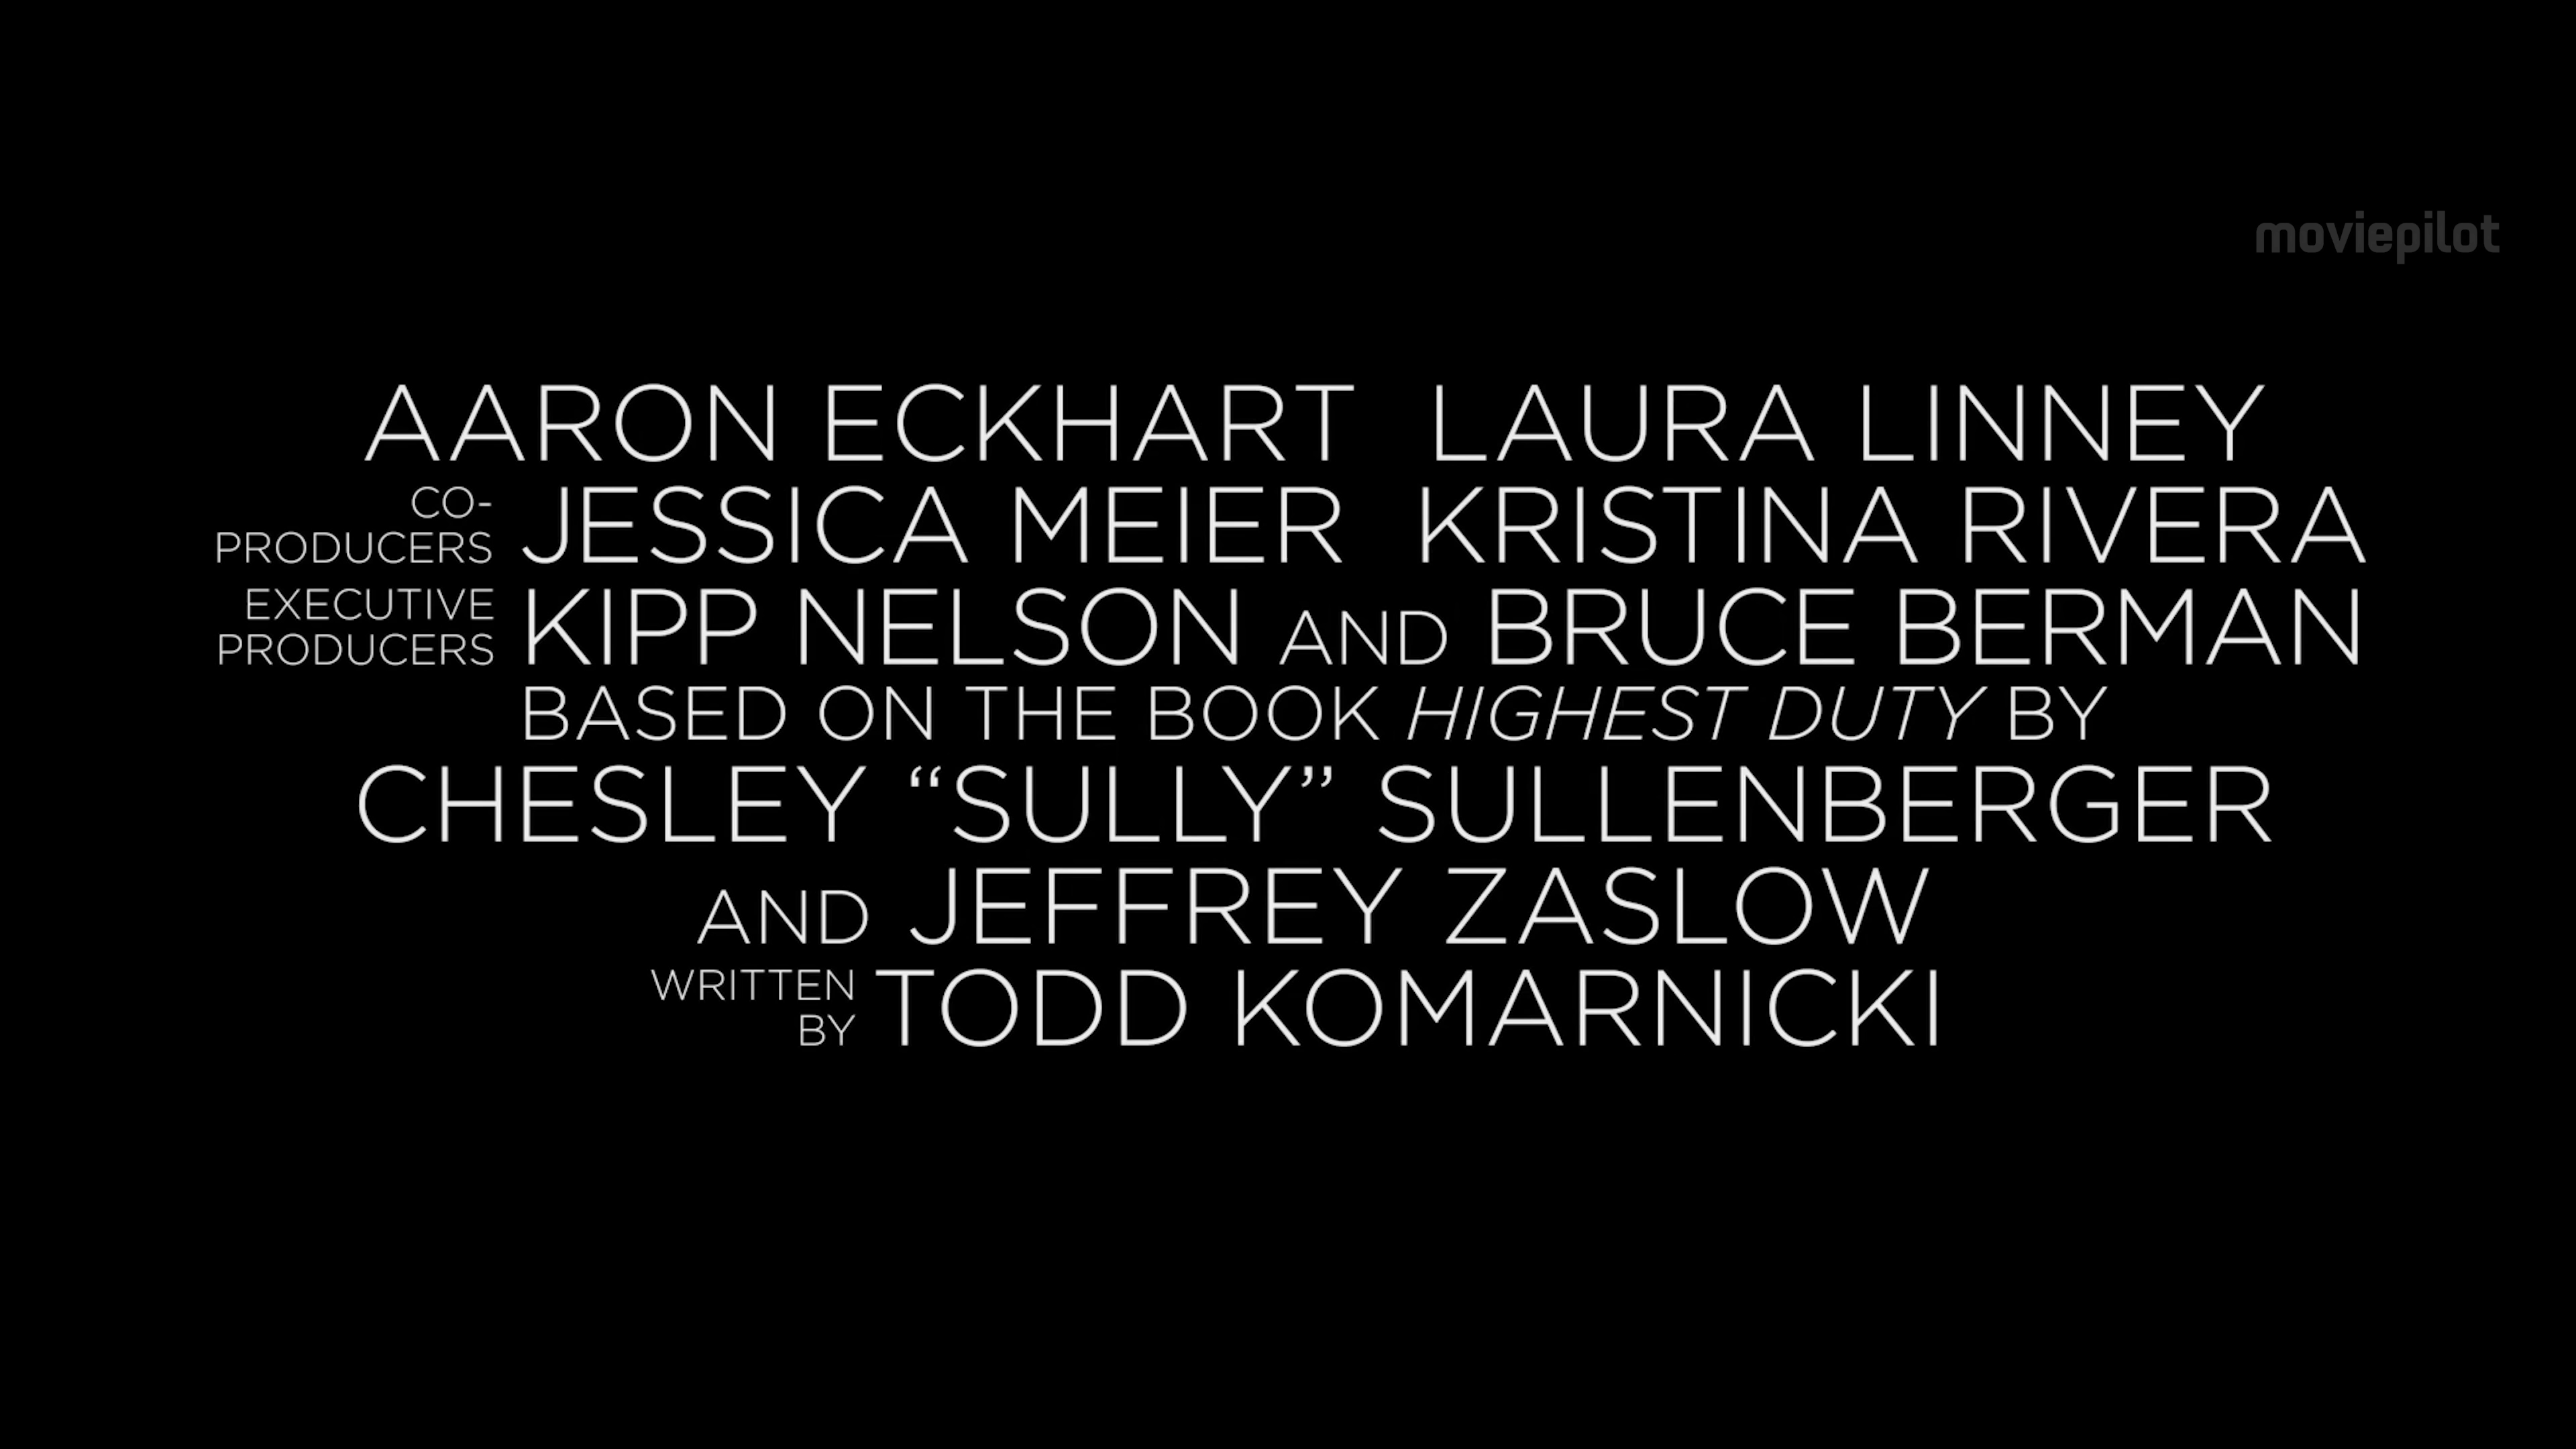 moviepilot
AARON ECKHART LAURA LINNEY
CO-
PRODUCERS JESSICA MEIER KRISTINA RIVERA
EXECUTIVE
PRODUCERS KIPP NELSON AND BRUCE BERMAN
BASED ON THE BOOK HIGHEST DUTY BY
CHESLEY “SULLY” SULLENBERGER
AND JEFFREY ZASLOW
WRITTEN
BY TODD KOMARNICKI